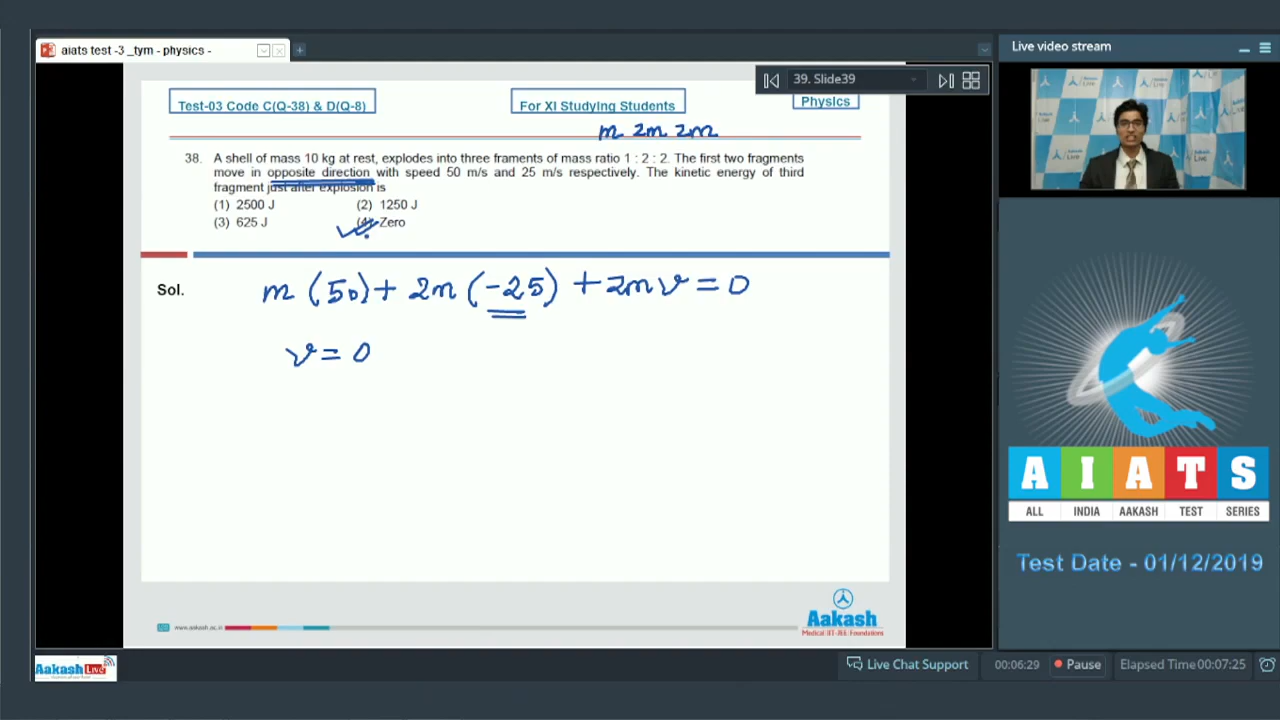 aiats test -3 _tym - physics -
Live video stream
39. Slide39
Test-03 Code C(Q-38) & D(Q-8)
For XI Studying Students
Physics
m 2m 2m
38. A shell of mass 10 kg at rest, explodes into three framents of mass ratio 1 : 2 : 2. The first two fragments
move in opposite direction with speed 50 m/s and 25 m/s respectively. The kinetic energy of third
fragment just after explosion is
(1) 2500 J (2) 1250 J
(3) 625 J (4) Zero
Sol. m (50) + 2m (-25) + 2m v = 0
v = 0
A I A T S
ALL INDIA AAKASH TEST SERIES
Test Date - 01/12/2019
www.aakash.ac.in
Aakash
Medical|IIT-JEE|Foundations
Aakash Live
Live Chat Support
00:06:29
Pause
Elapsed Time 00:07:25